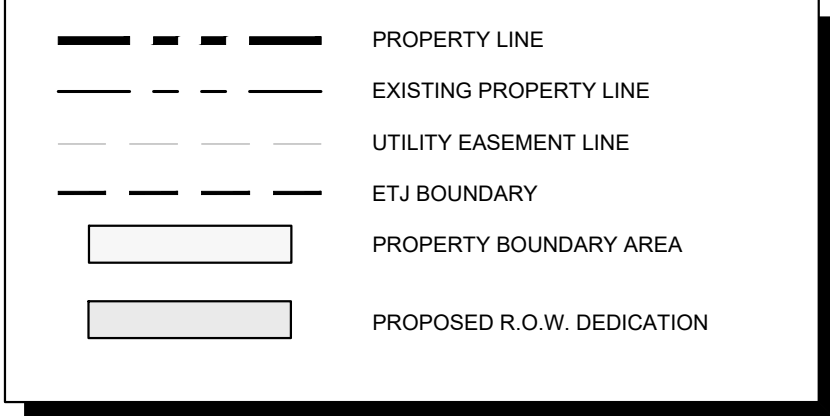 PROPERTY LINE
EXISTING PROPERTY LINE
UTILITY EASEMENT LINE
ETJ BOUNDARY
PROPERTY BOUNDARY AREA
PROPOSED R.O.W. DEDICATION